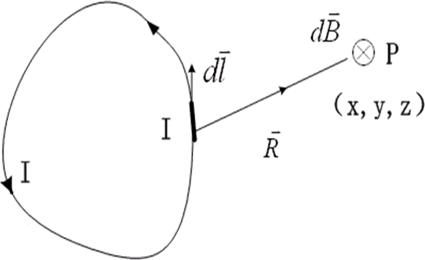 dB̄
P
dl̄
(x, y, z)
I
R̄
I